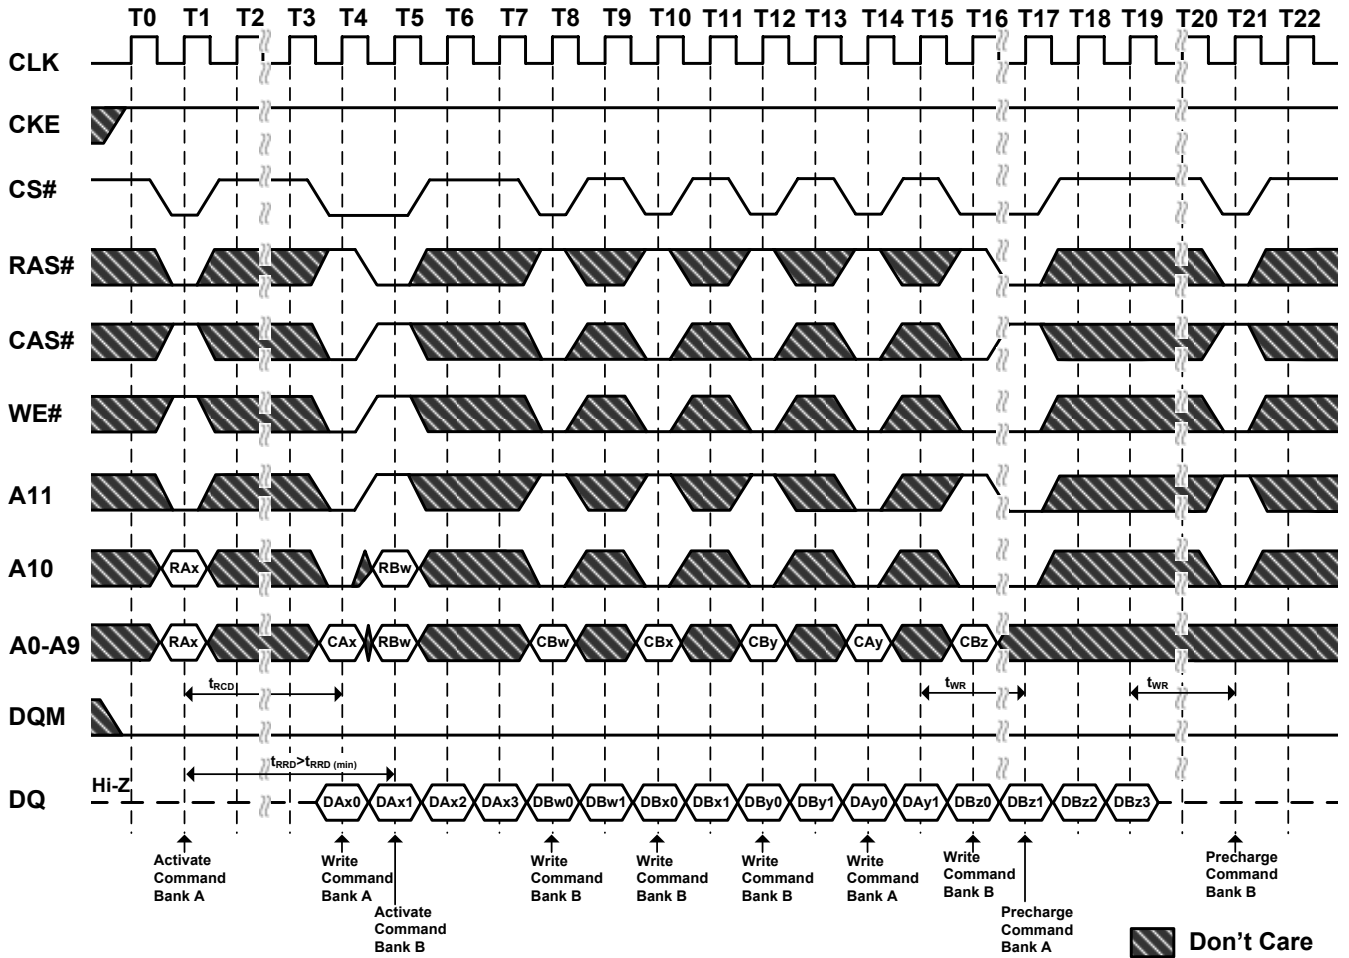 T0 T1 T2 T3 T4 T5 T6 T7 T8 T9 T10 T11 T12 T13 T14 T15 T16 T17 T18 T19 T20 T21 T22
CLK
CKE
CS#
RAS#
CAS#
WE#
A11
A10 RAx RBw
A0-A9 RAx CAx RBw CBw CBx CBy CAy CBz
tRCD tWR tWR
DQM
tRRD>tRRD (min)
Hi-Z
DQ DAx0 DAx1 DAx2 DAx3 DBw0 DBw1 DBx0 DBx1 DBy0 DBy1 DAy0 DAy1 DBz0 DBz1 DBz2 DBz3
Activate
Command
Bank A
Write
Command
Bank A
Activate
Command
Bank B
Write
Command
Bank B
Write
Command
Bank B
Write
Command
Bank B
Write
Command
Bank A
Write
Command
Bank B
Precharge
Command
Bank A
Precharge
Command
Bank B
Don't Care